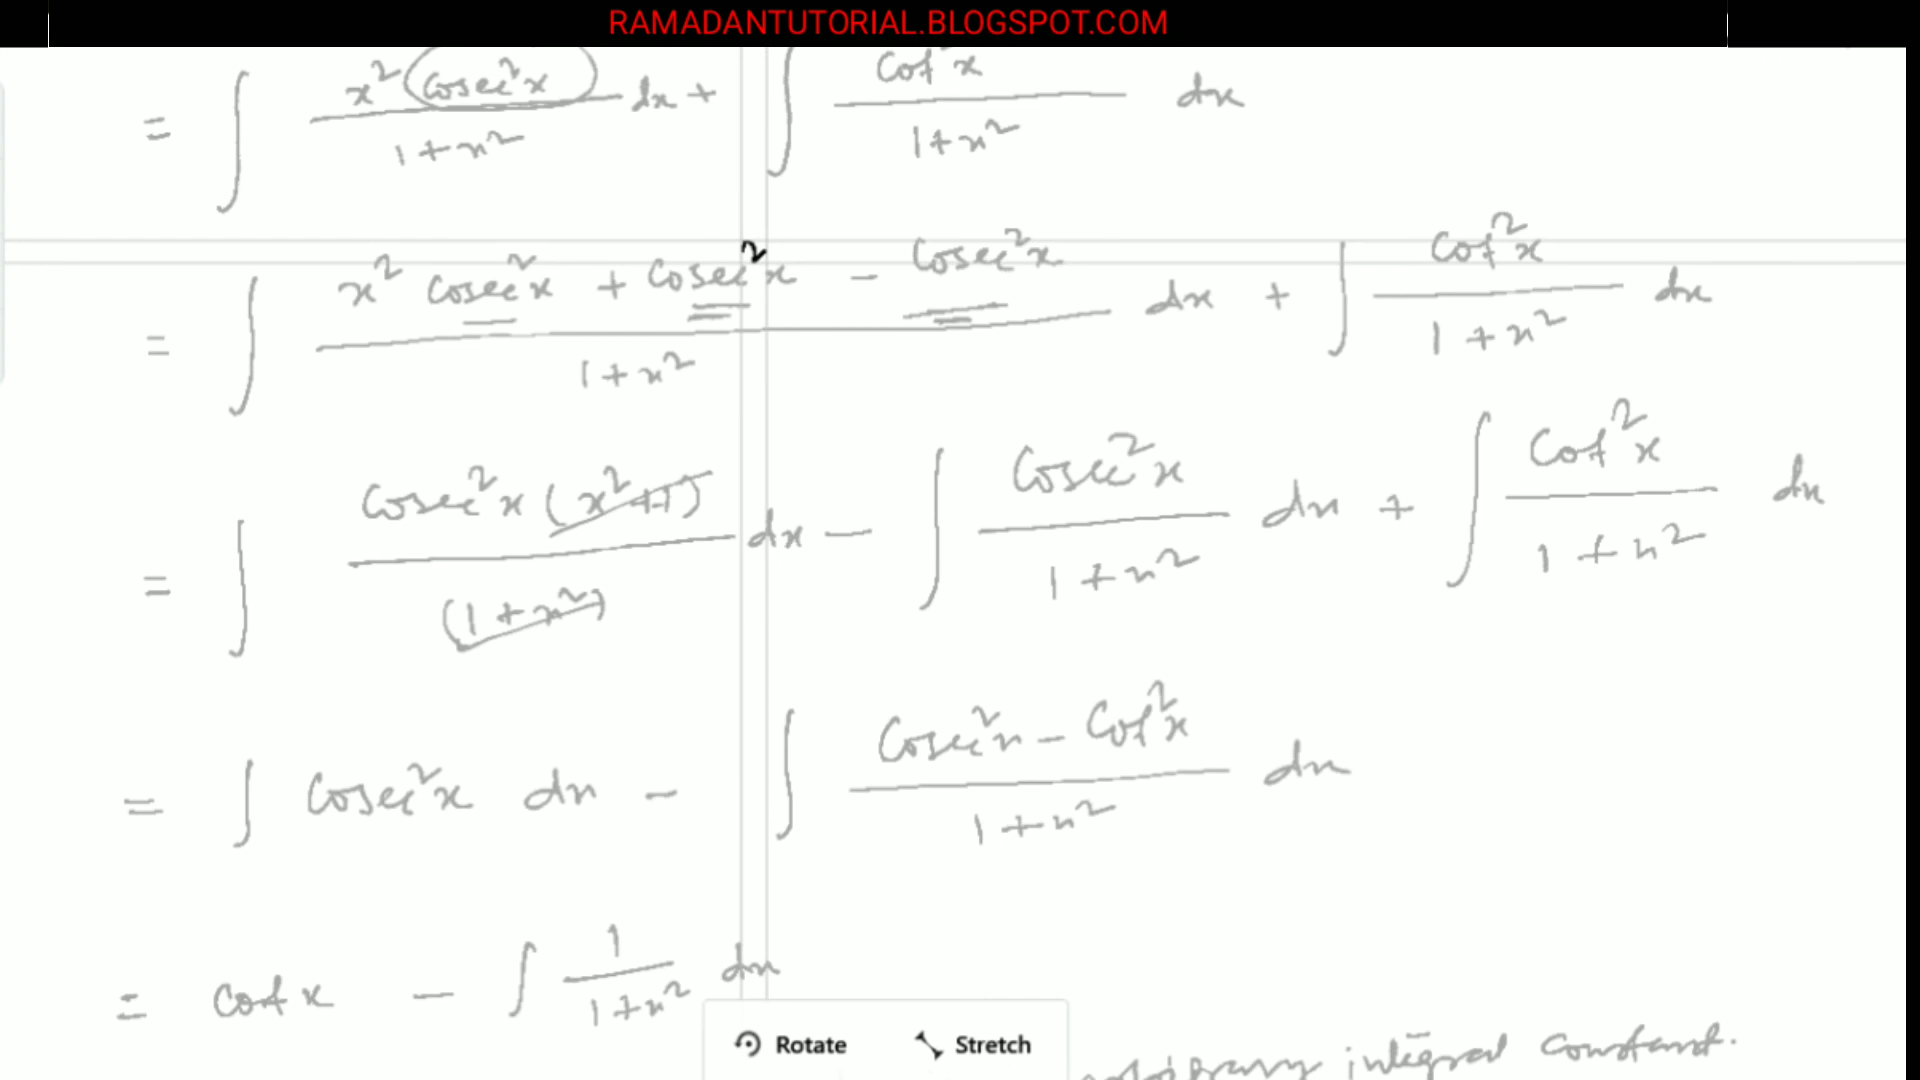 RAMADANTUTORIAL.BLOGSPOT.COM
= ∫ x² (cosec²x) / 1+x² dx + ∫ cot²x / 1+x² dx
= ∫ x² cosec²x + cosec²x − cosec²x / 1+x² dx + ∫ cot²x / 1+x² dx
= ∫ cosec²x (x²+1) / (1+x²) dx − ∫ cosec²x / 1+x² dx + ∫ cot²x / 1+x² dx
= ∫ cosec²x dx − ∫ cosec²x − cot²x / 1+x² dx
= cot x − ∫ 1 / 1+x² dx
Rotate Stretch
integral constant.